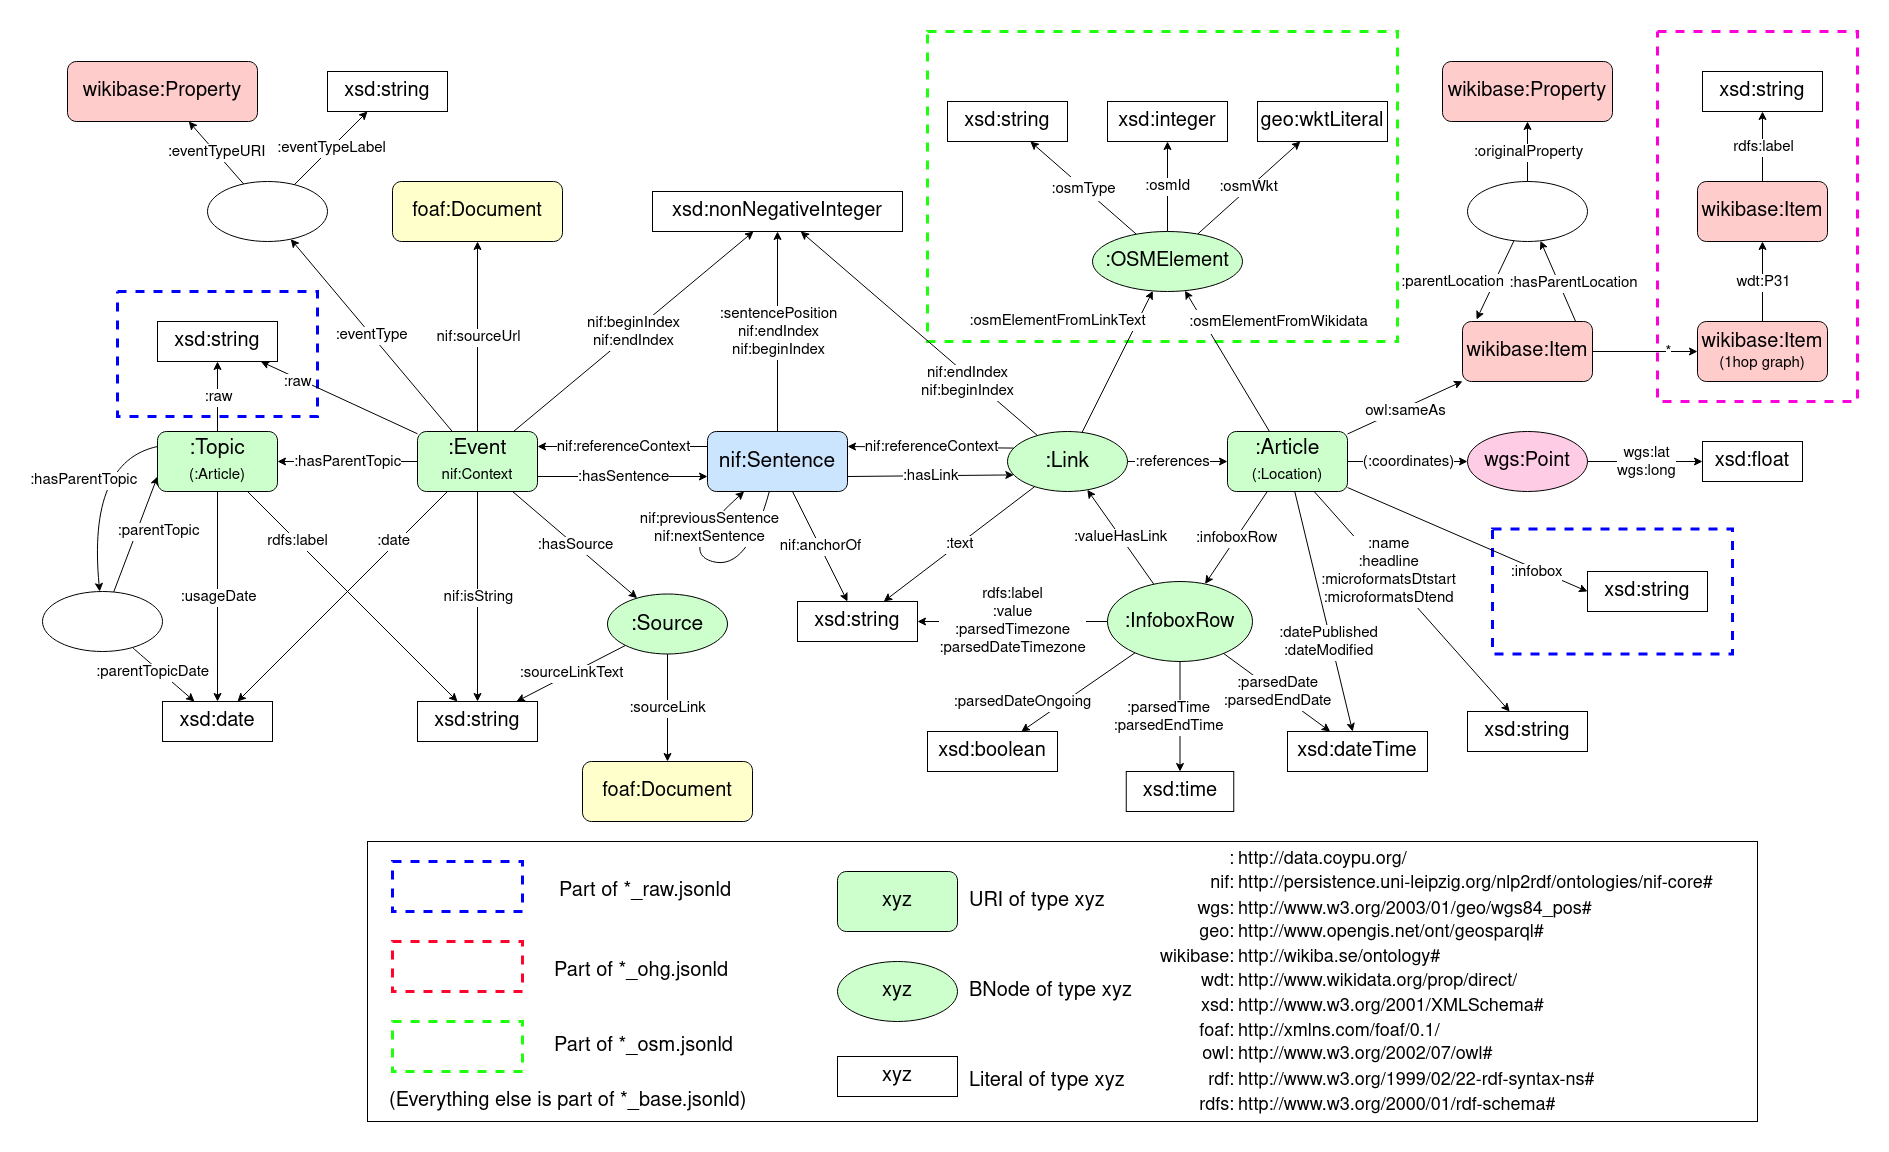 wikibase:Property
xsd:string
:eventTypeURI
:eventTypeLabel
foaf:Document
xsd:nonNegativeInteger
xsd:string
xsd:integer
geo:wktLiteral
:osmType
:osmId
:osmWkt
:OSMElement
wikibase:Property
:originalProperty
xsd:string
rdfs:label
wikibase:Item
wdt:P31
:parentLocation
:hasParentLocation
wikibase:Item
*
wikibase:Item
(1hop graph)
xsd:string
:raw
:raw
:eventType
nif:sourceUrl
nif:beginIndex
nif:endIndex
:sentencePosition
nif:endIndex
nif:beginIndex
nif:endIndex
nif:beginIndex
:osmElementFromLinkText
:osmElementFromWikidata
owl:sameAs
:Topic
(:Article)
:hasParentTopic
:Event
nif:Context
nif:referenceContext
:hasSentence
nif:Sentence
nif:referenceContext
:hasLink
:Link
:references
:Article
(:Location)
(:coordinates)
wgs:Point
wgs:lat
wgs:long
xsd:float
:hasParentTopic
:parentTopic
rdfs:label
:date
:hasSource
nif:previousSentence
nif:nextSentence
nif:anchorOf
:text
:valueHasLink
:infoboxRow
:name
:headline
:microformatsDtstart
:microformatsDtend
:infobox
xsd:string
:usageDate
nif:isString
:Source
xsd:string
rdfs:label
:value
:parsedTimezone
:parsedDateTimezone
:InfoboxRow
:datePublished
:dateModified
:parentTopicDate
:sourceLinkText
:sourceLink
:parsedDateOngoing
:parsedTime
:parsedEndTime
:parsedDate
:parsedEndDate
xsd:date
xsd:string
xsd:boolean
xsd:dateTime
xsd:string
foaf:Document
xsd:time
Part of *_raw.jsonld
Part of *_ohg.jsonld
Part of *_osm.jsonld
(Everything else is part of *_base.jsonld)
xyz
URI of type xyz
xyz
BNode of type xyz
xyz
Literal of type xyz
: http://data.coypu.org/
nif: http://persistence.uni-leipzig.org/nlp2rdf/ontologies/nif-core#
wgs: http://www.w3.org/2003/01/geo/wgs84_pos#
geo: http://www.opengis.net/ont/geosparql#
wikibase: http://wikiba.se/ontology#
wdt: http://www.wikidata.org/prop/direct/
xsd: http://www.w3.org/2001/XMLSchema#
foaf: http://xmlns.com/foaf/0.1/
owl: http://www.w3.org/2002/07/owl#
rdf: http://www.w3.org/1999/02/22-rdf-syntax-ns#
rdfs: http://www.w3.org/2000/01/rdf-schema#